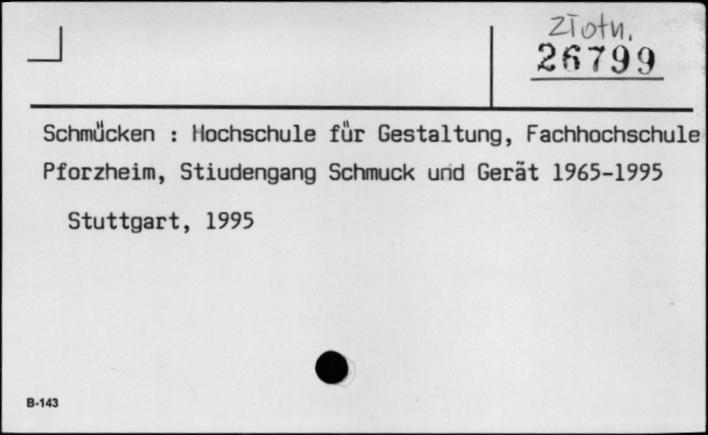 Złotn.
26799
Schmücken : Hochschule für Gestaltung, Fachhochschule
Pforzheim, Stiudengang Schmuck und Gerät 1965-1995
Stuttgart, 1995
B-143